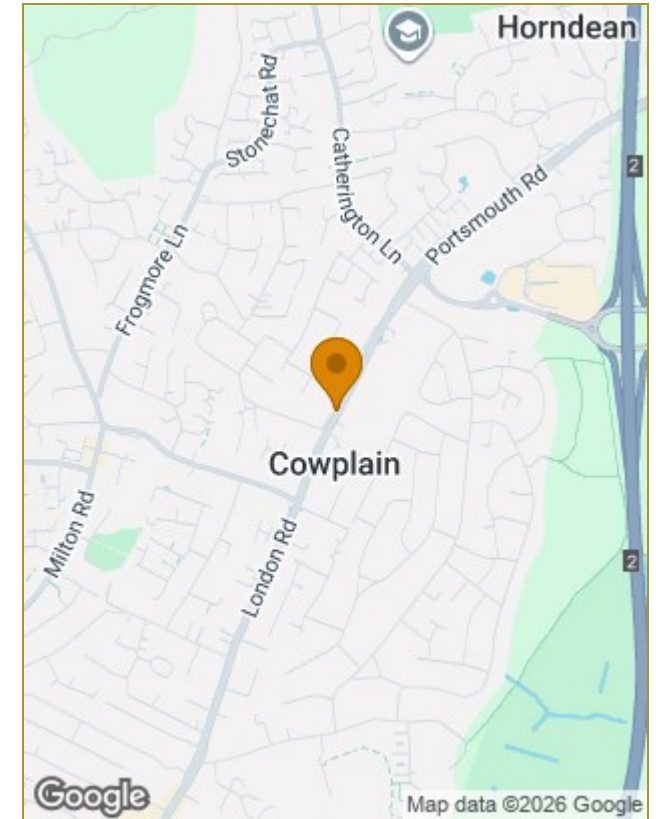 Horndean
Stonechat Rd
Catherington Ln
Portsmouth Rd
2
Frogmore Ln
Cowplain
Milton Rd
London Rd
2
Google
Map data ©2026 Google